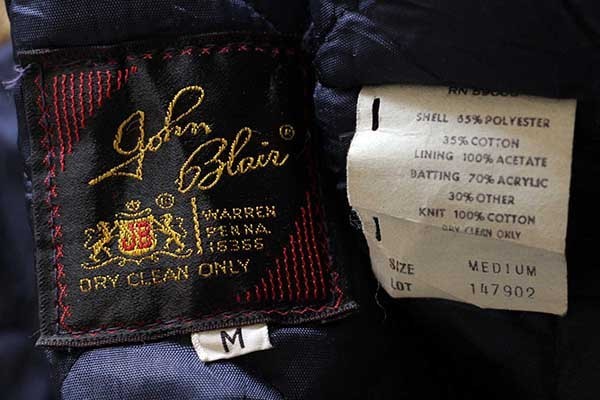 John
Blair ®
®
JB
WARREN
PENNA.
16366
DRY CLEAN ONLY
M
SHELL 65% POLYESTER
35% COTTON
LINING 100% ACETATE
BATTING 70% ACRYLIC
30% OTHER
KNIT 100% COTTON
DRY CLEAN ONLY
SIZE MEDIUM
LOT 147902